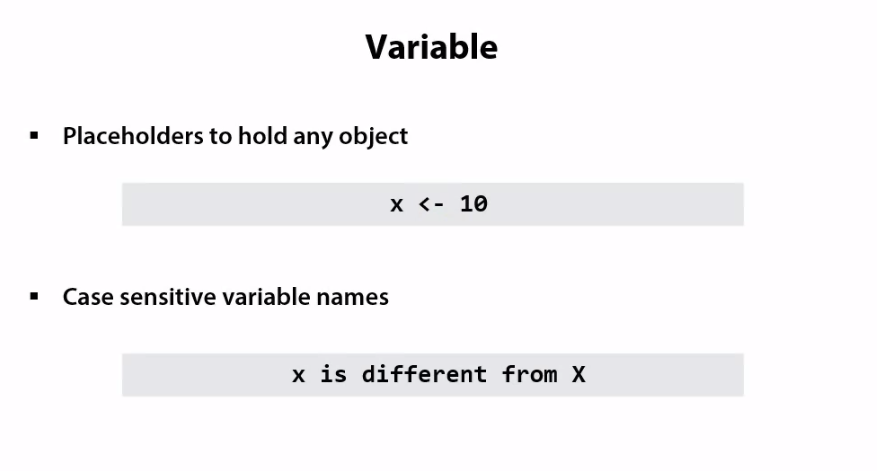 Variable
▪ Placeholders to hold any object
x <- 10
▪ Case sensitive variable names
x is different from X